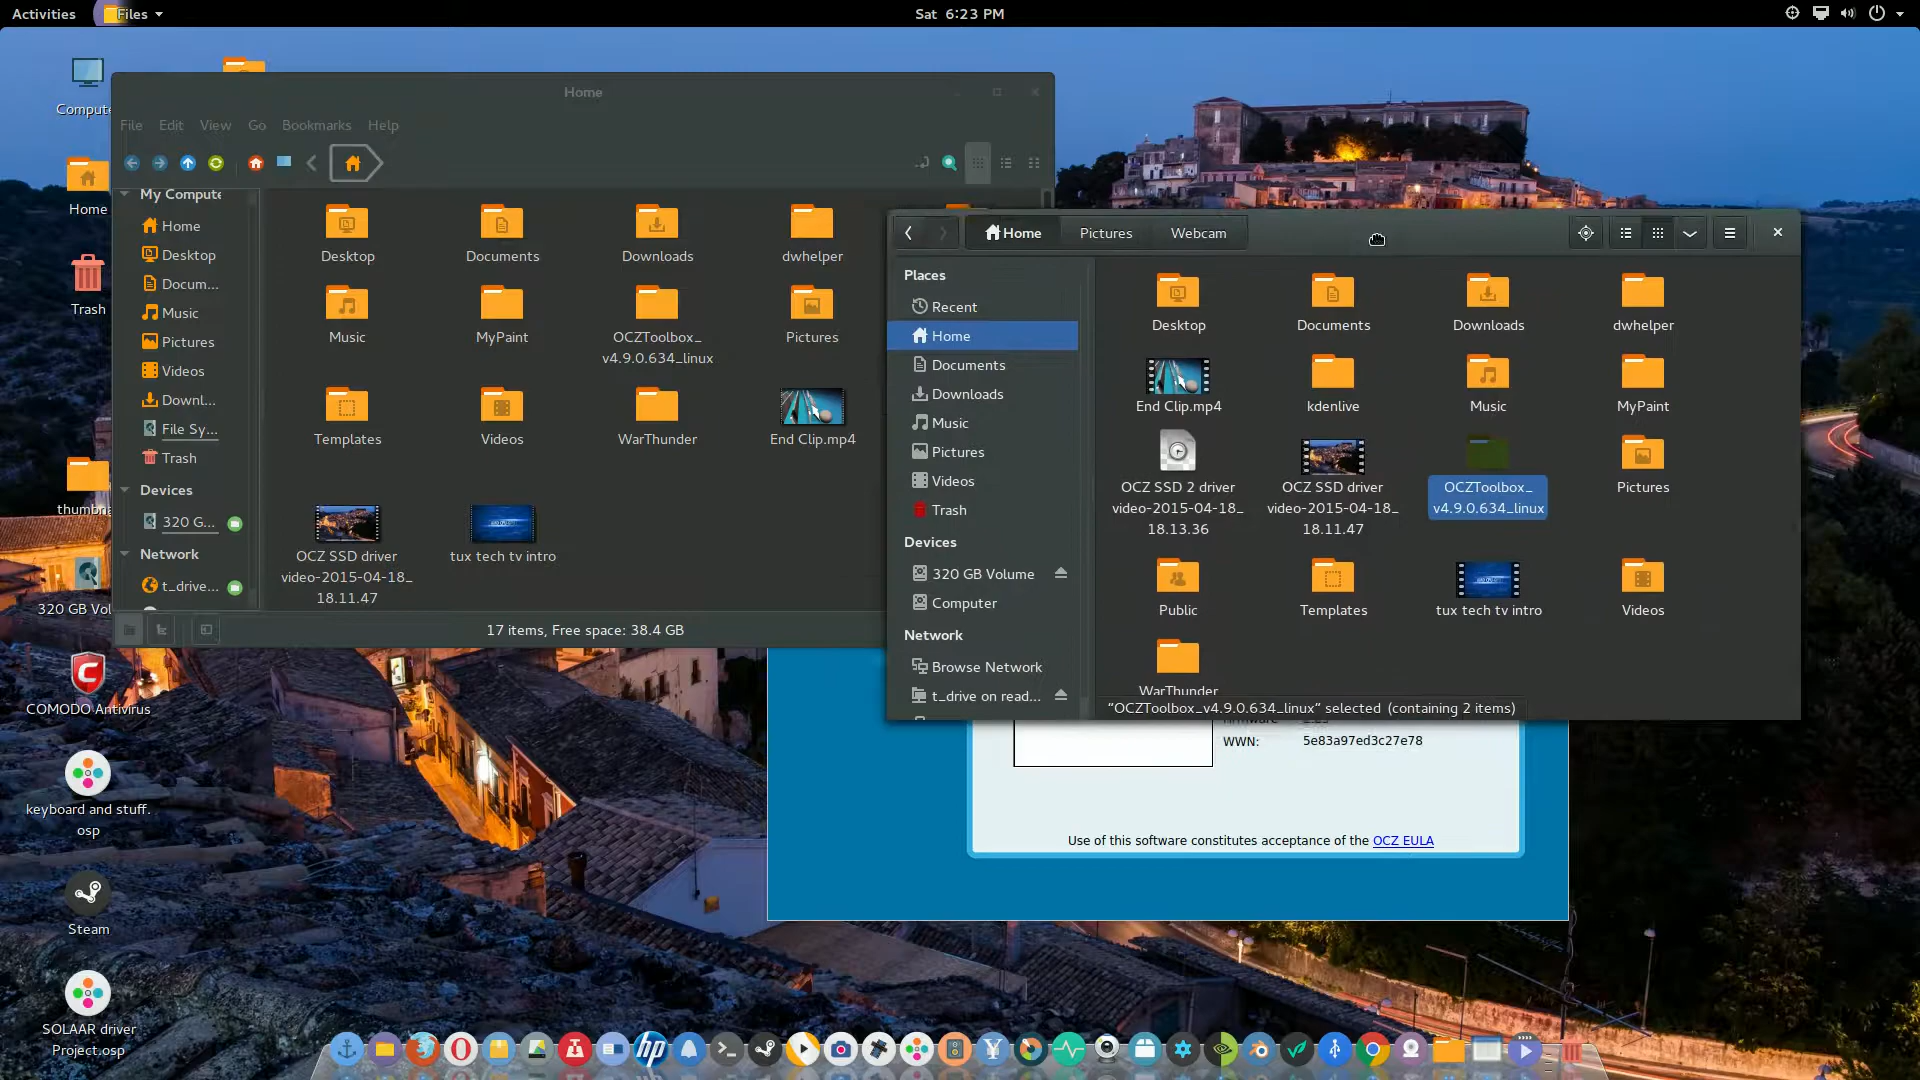 Activities
Files
Sat 6:23 PM
Home
File Edit View Go Bookmarks Help
My Compute
Home
Desktop
Docum...
Music
Pictures
Videos
Downl...
File Sy...
Trash
Devices
320 G...
Network
t_drive...
Desktop
Documents
Downloads
dwhelper
Music
MyPaint
OCZToolbox_
v4.9.0.634_linux
Pictures
Templates
Videos
WarThunder
End Clip.mp4
OCZ SSD driver
video-2015-04-18_
18.11.47
tux tech tv intro
17 items, Free space: 38.4 GB
Home
Pictures
Webcam
Places
Recent
Home
Documents
Downloads
Music
Pictures
Videos
Trash
Devices
320 GB Volume
Computer
Network
Browse Network
t_drive on read...
Desktop
Documents
Downloads
dwhelper
End Clip.mp4
kdenlive
Music
MyPaint
OCZ SSD 2 driver
video-2015-04-18_
18.13.36
OCZ SSD driver
video-2015-04-18_
18.11.47
OCZToolbox_
v4.9.0.634_linux
Pictures
Public
Templates
tux tech tv intro
Videos
WarThunder
"OCZToolbox_v4.9.0.634_linux" selected (containing 2 items)
WWN: 5e83a97ed3c27e78
Use of this software constitutes acceptance of the OCZ EULA
Compute
Home
Trash
thumbn
320 GB Vol
COMODO Antivirus
keyboard and stuff.
osp
Steam
SOLAAR driver
Project.osp
hp